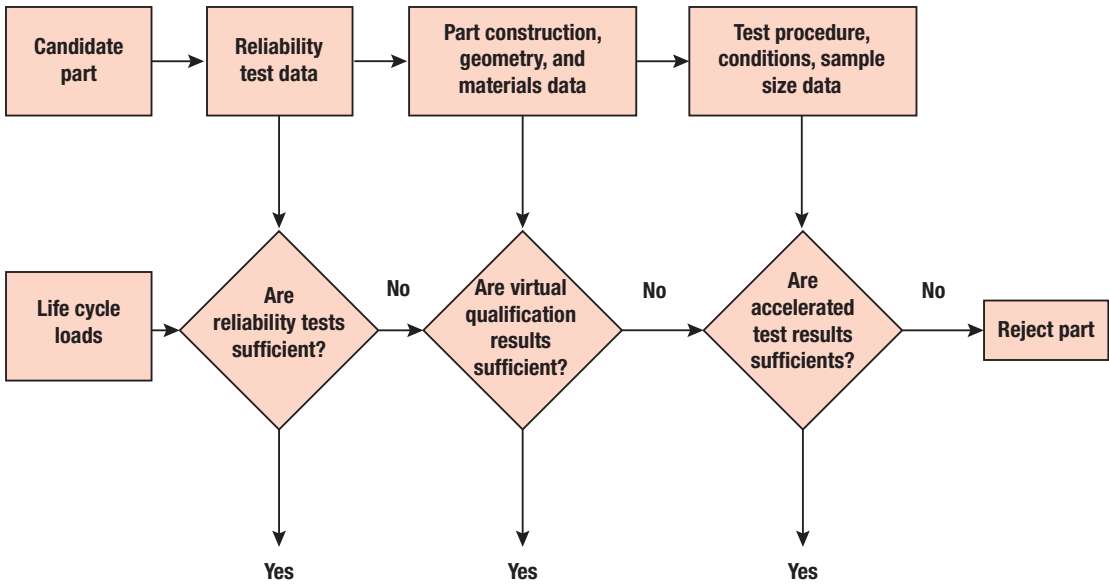 Candidate
part
Reliability
test data
Part construction,
geometry, and
materials data
Test procedure,
conditions, sample
size data
Life cycle
loads
Are
reliability tests
sufficient?
No
Are virtual
qualification
results
sufficient?
No
Are
accelerated
test results
sufficients?
No
Reject part
Yes
Yes
Yes